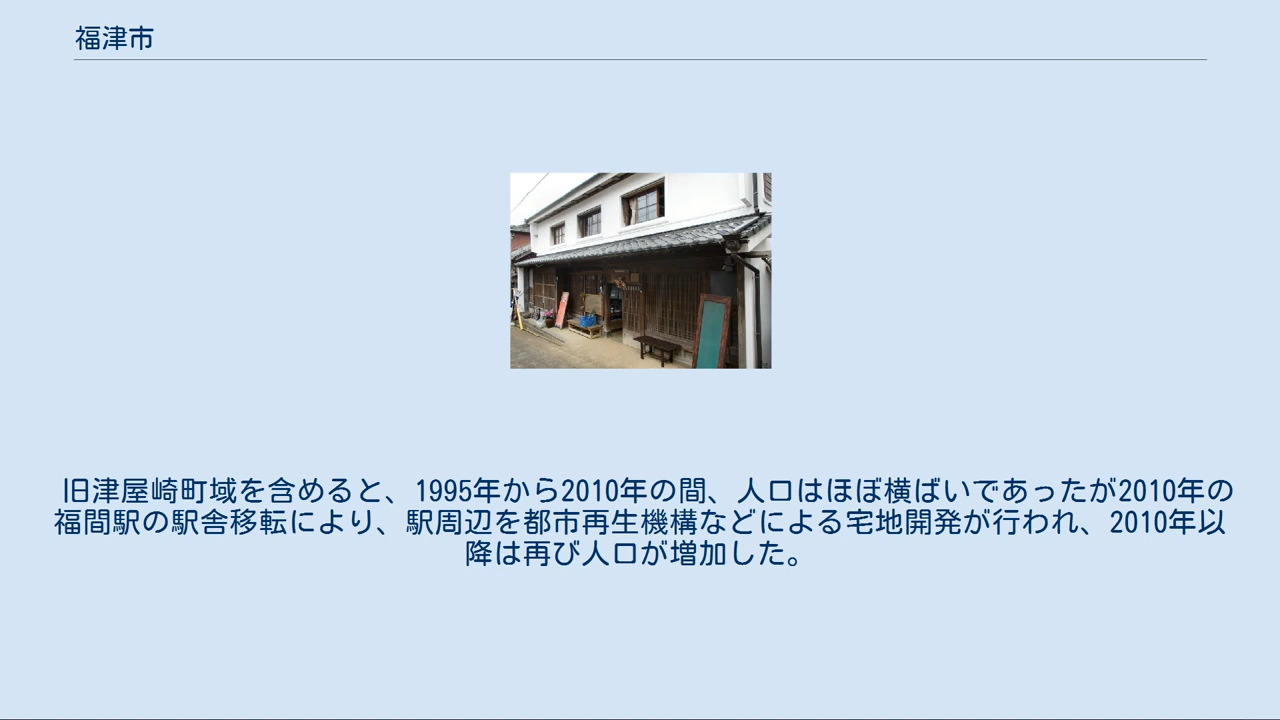 福津市
旧津屋崎町域を含めると、1995年から2010年の間、人口はほぼ横ばいであったが2010年の
福間駅の駅舎移転により、駅周辺を都市再生機構などによる宅地開発が行われ、2010年以
降は再び人口が増加した。